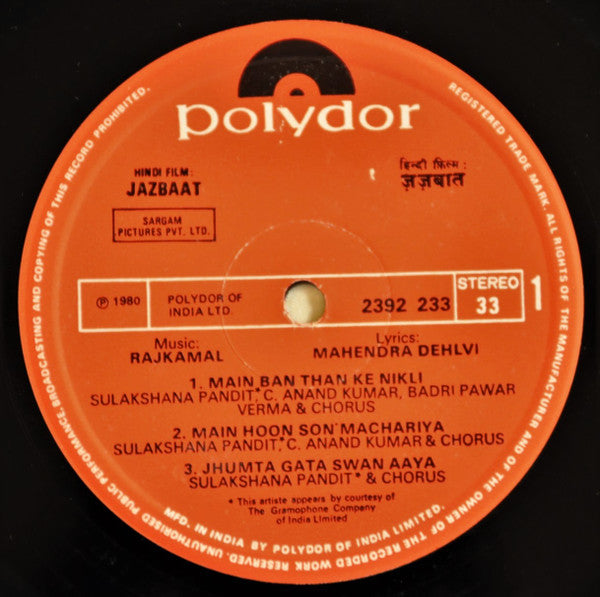 polydor
HINDI FILM:
JAZBAAT
हिन्दी फ़िल्म :
ज़ज़बात
SARGAM
PICTURES PVT. LTD.
℗ 1980
POLYDOR OF
INDIA LTD.
2392 233
STEREO
33
1
Music:
RAJKAMAL
Lyrics:
MAHENDRA DEHLVI
1. MAIN BAN THAN KE NIKLI
SULAKSHANA PANDIT,* C. ANAND KUMAR, BADRI PAWAR
VERMA & CHORUS
2. MAIN HOON SON MACHARIYA
SULAKSHANA PANDIT,* C. ANAND KUMAR & CHORUS
3. JHUMTA GATA SWAN AAYA
SULAKSHANA PANDIT* & CHORUS
* This artiste appears by courtesy of
The Gramophone Company
of India Limited
MFD. IN INDIA BY POLYDOR OF INDIA LIMITED.
REGISTERED TRADE MARK. ALL RIGHTS OF THE MANUFACTURER AND OF THE OWNER OF THE RECORDED WORK RESERVED. UNAUTHORISED PUBLIC PERFORMANCE, BROADCASTING AND COPYING OF THIS RECORD PROHIBITED.